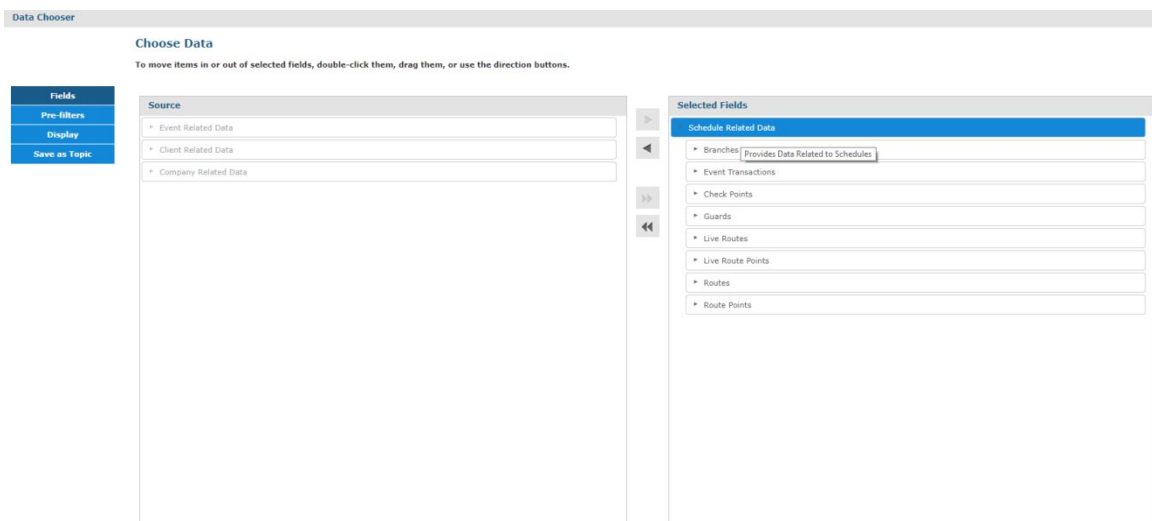 Data Chooser
Choose Data
To move items in or out of selected fields, double-click them, drag them, or use the direction buttons.
Fields
Pre-filters
Display
Save as Topic
Source
Event Related Data
Client Related Data
Company Related Data
Selected Fields
Schedule Related Data
Branches
Provides Data Related to Schedules
Event Transactions
Check Points
Guards
Live Routes
Live Route Points
Routes
Route Points